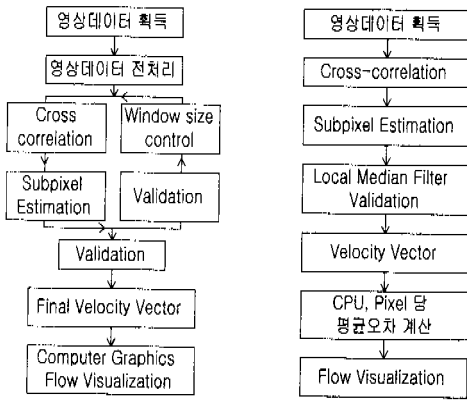 영상데이터 획득
영상데이터 전처리
Cross
correlation
Window size
control
Subpixel
Estimation
Validation
Validation
Final Velocity Vector
Computer Graphics
Flow Visualization
영상데이터 획득
Cross-correlation
Subpixel Estimation
Local Median Filter
Validation
Velocity Vector
CPU, Pixel 당
평균오차 계산
Flow Visualization